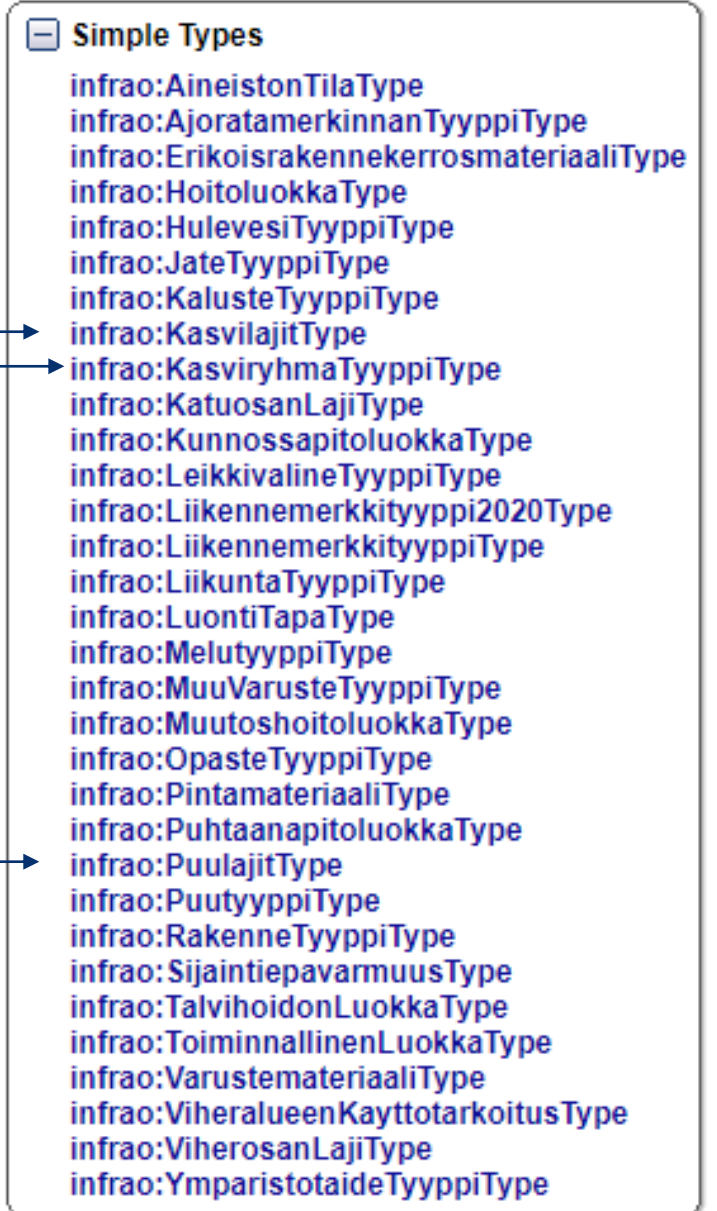 Simple Types
infrao:AineistonTilaType
infrao:AjoratamerkinnanTyyppiType
infrao:ErikoisrakennekerrosmateriaaliType
infrao:HoitoluokkaType
infrao:HulevesiTyyppiType
infrao:JateTyyppiType
infrao:KalusteTyyppiType
infrao:KasvilajitType
infrao:KasviryhmaTyyppiType
infrao:KatuosanLajiType
infrao:KunnossapitoluokkaType
infrao:LeikkivalineTyyppiType
infrao:Liikennemerkkityyppi2020Type
infrao:LiikennemerkkityyppiType
infrao:LiikuntaTyyppiType
infrao:LuontiTapaType
infrao:MelutyyppiType
infrao:MuuVarusteTyyppiType
infrao:MuutoshoitoluokkaType
infrao:OpasteTyyppiType
infrao:PintamateriaaliType
infrao:PuhtaanapitoluokkaType
infrao:PuulajitType
infrao:PuutyyppiType
infrao:RakenneTyyppiType
infrao:SijaintiepavarmuusType
infrao:TalvihoidonLuokkaType
infrao:ToiminnallinenLuokkaType
infrao:VarustemateriaaliType
infrao:ViheralueenKayttotarkoitusType
infrao:ViherosanLajiType
infrao:YmparistotaideTyyppiType